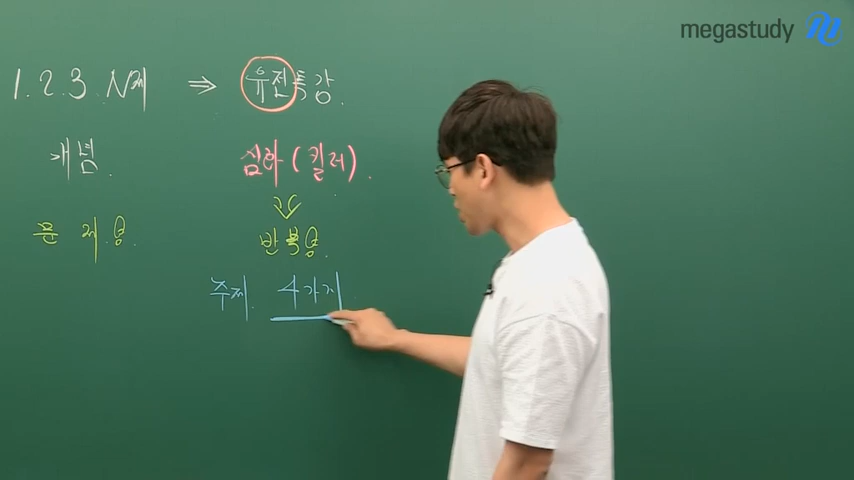 megastudy
1.2.3.N제 ⇒ 유전특강.
개념. 심화(킬러).
문제용. 반복용.
주제. 4가지